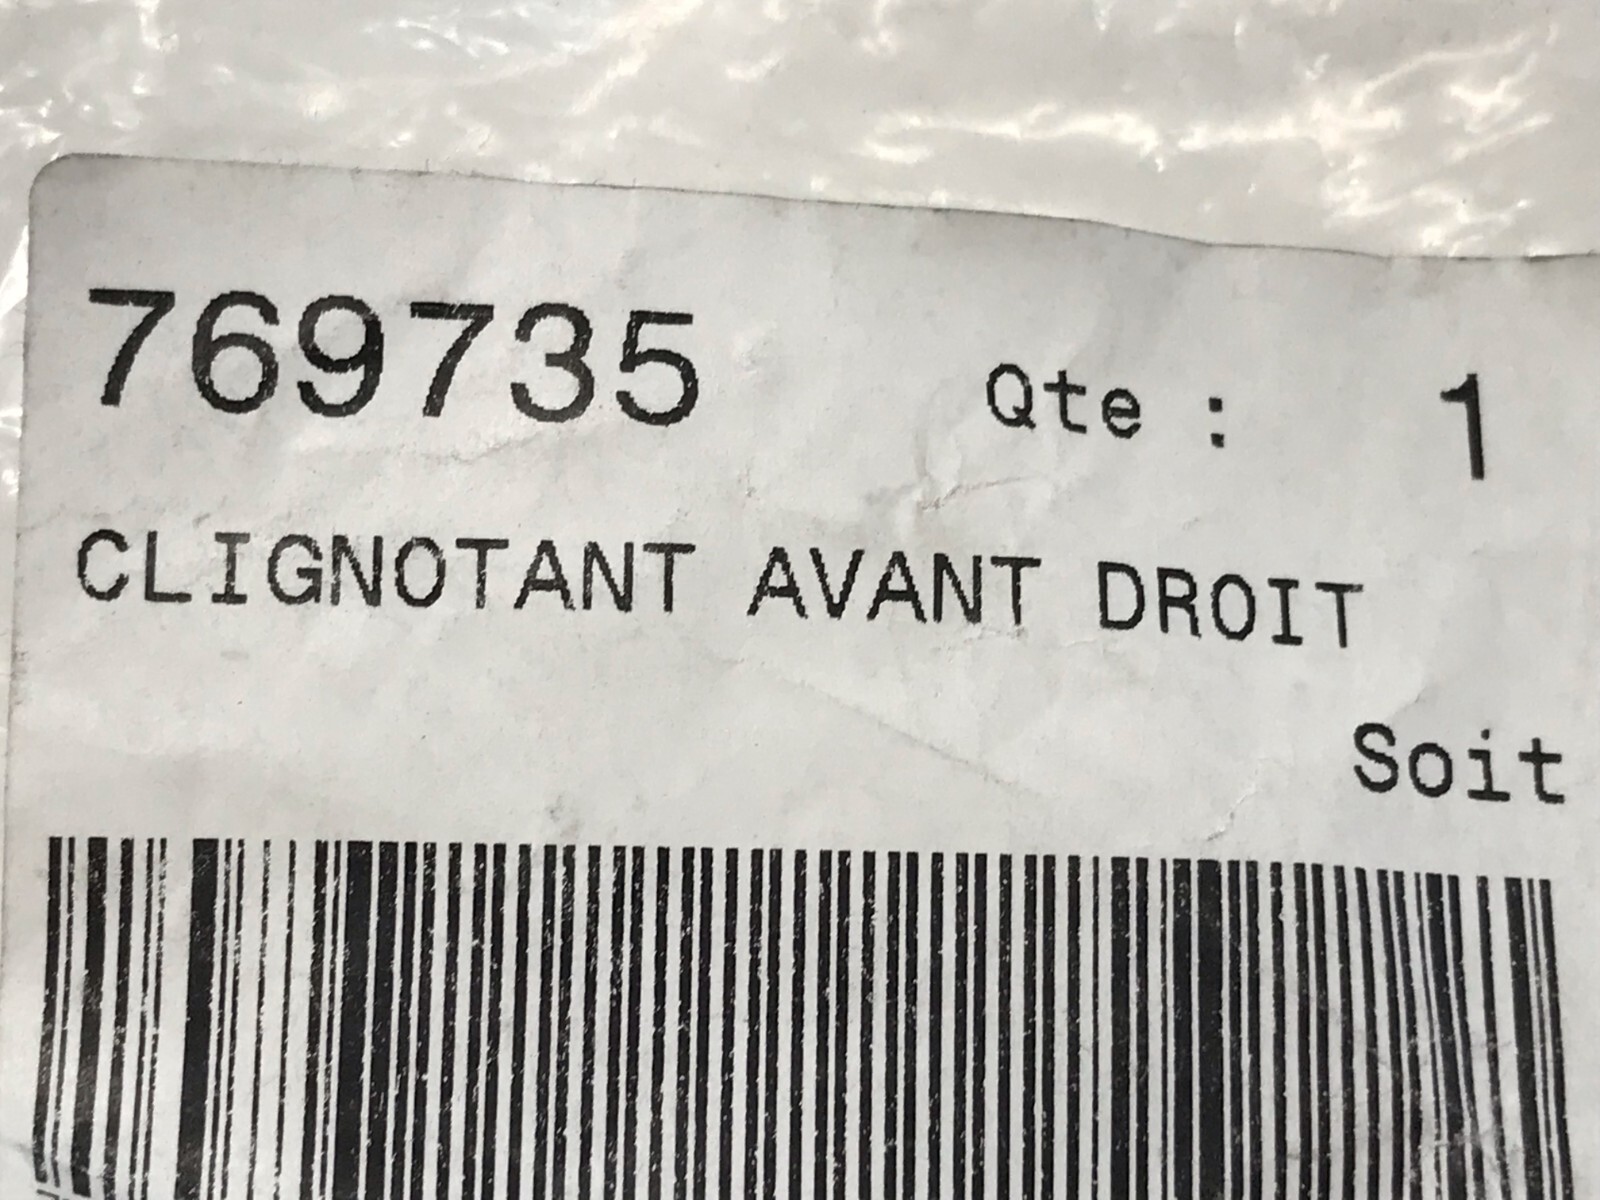 769735 Qte : 1
CLIGNOTANT AVANT DROIT
Soit